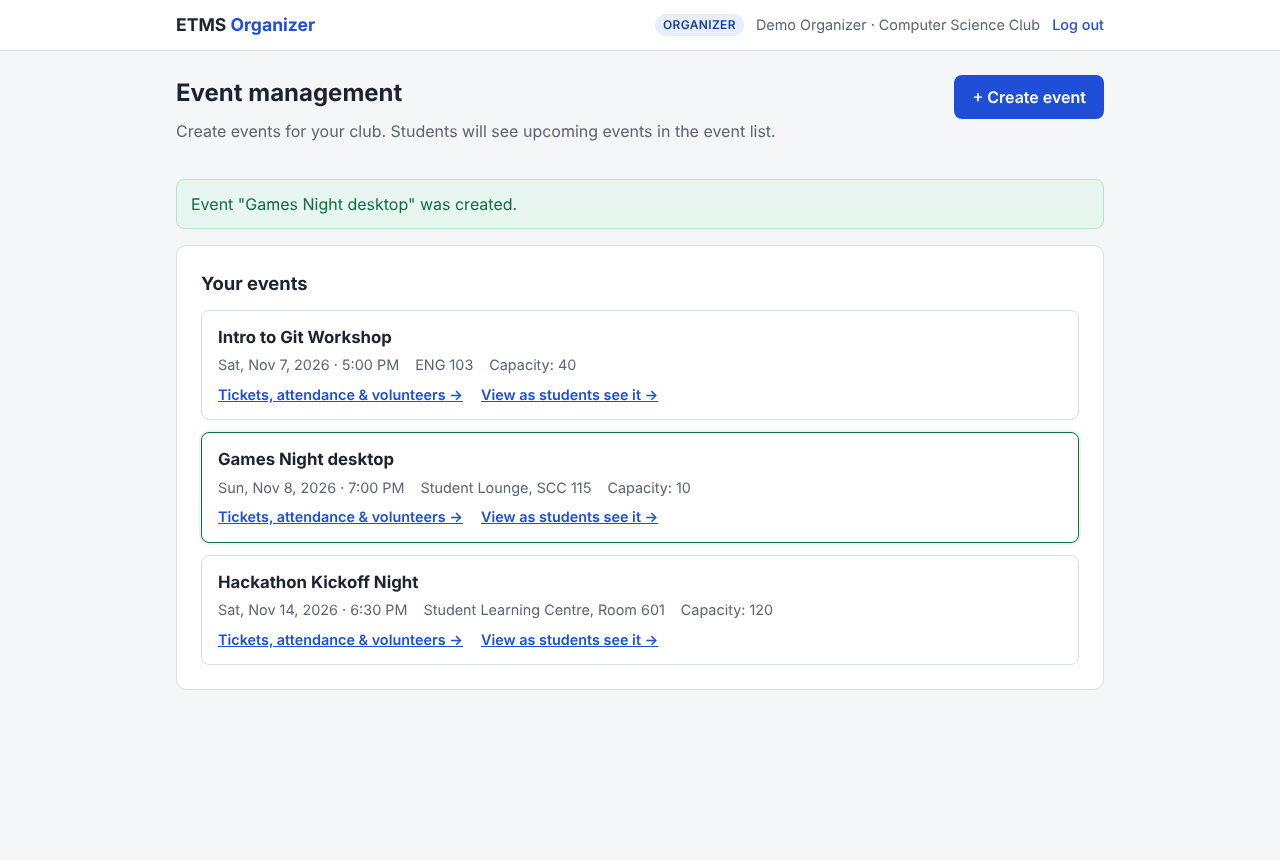 ETMS Organizer
ORGANIZER Demo Organizer · Computer Science Club Log out
Event management
+ Create event
Create events for your club. Students will see upcoming events in the event list.
Event "Games Night desktop" was created.
Your events
Intro to Git Workshop
Sat, Nov 7, 2026 · 5:00 PM ENG 103 Capacity: 40
Tickets, attendance & volunteers → View as students see it →
Games Night desktop
Sun, Nov 8, 2026 · 7:00 PM Student Lounge, SCC 115 Capacity: 10
Tickets, attendance & volunteers → View as students see it →
Hackathon Kickoff Night
Sat, Nov 14, 2026 · 6:30 PM Student Learning Centre, Room 601 Capacity: 120
Tickets, attendance & volunteers → View as students see it →